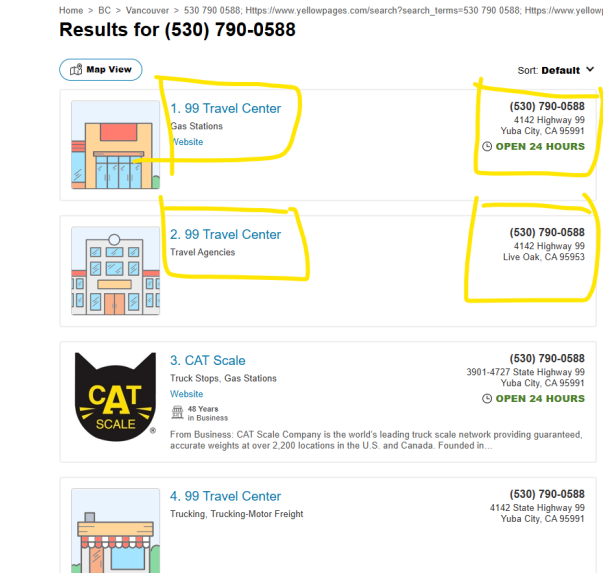 Home > BC > Vancouver > 530 790 0588; Https://www.yellowpages.com/search?search_terms=530 790 0588; Https://www.yellowp
Results for (530) 790-0588
Map View
Sort: Default
1. 99 Travel Center
Gas Stations
Website
(530) 790-0588
4142 Highway 99
Yuba City, CA 95991
OPEN 24 HOURS
2. 99 Travel Center
Travel Agencies
(530) 790-0588
4142 Highway 99
Live Oak, CA 95953
CAT
SCALE
®
3. CAT Scale
Truck Stops, Gas Stations
Website
48 Years
in Business
(530) 790-0588
3901-4727 State Highway 99
Yuba City, CA 95991
OPEN 24 HOURS
From Business: CAT Scale Company is the world's leading truck scale network providing guaranteed,
accurate weights at over 2,200 locations in the U.S. and Canada. Founded in...
4. 99 Travel Center
Trucking, Trucking-Motor Freight
(530) 790-0588
4142 State Highway 99
Yuba City, CA 95991